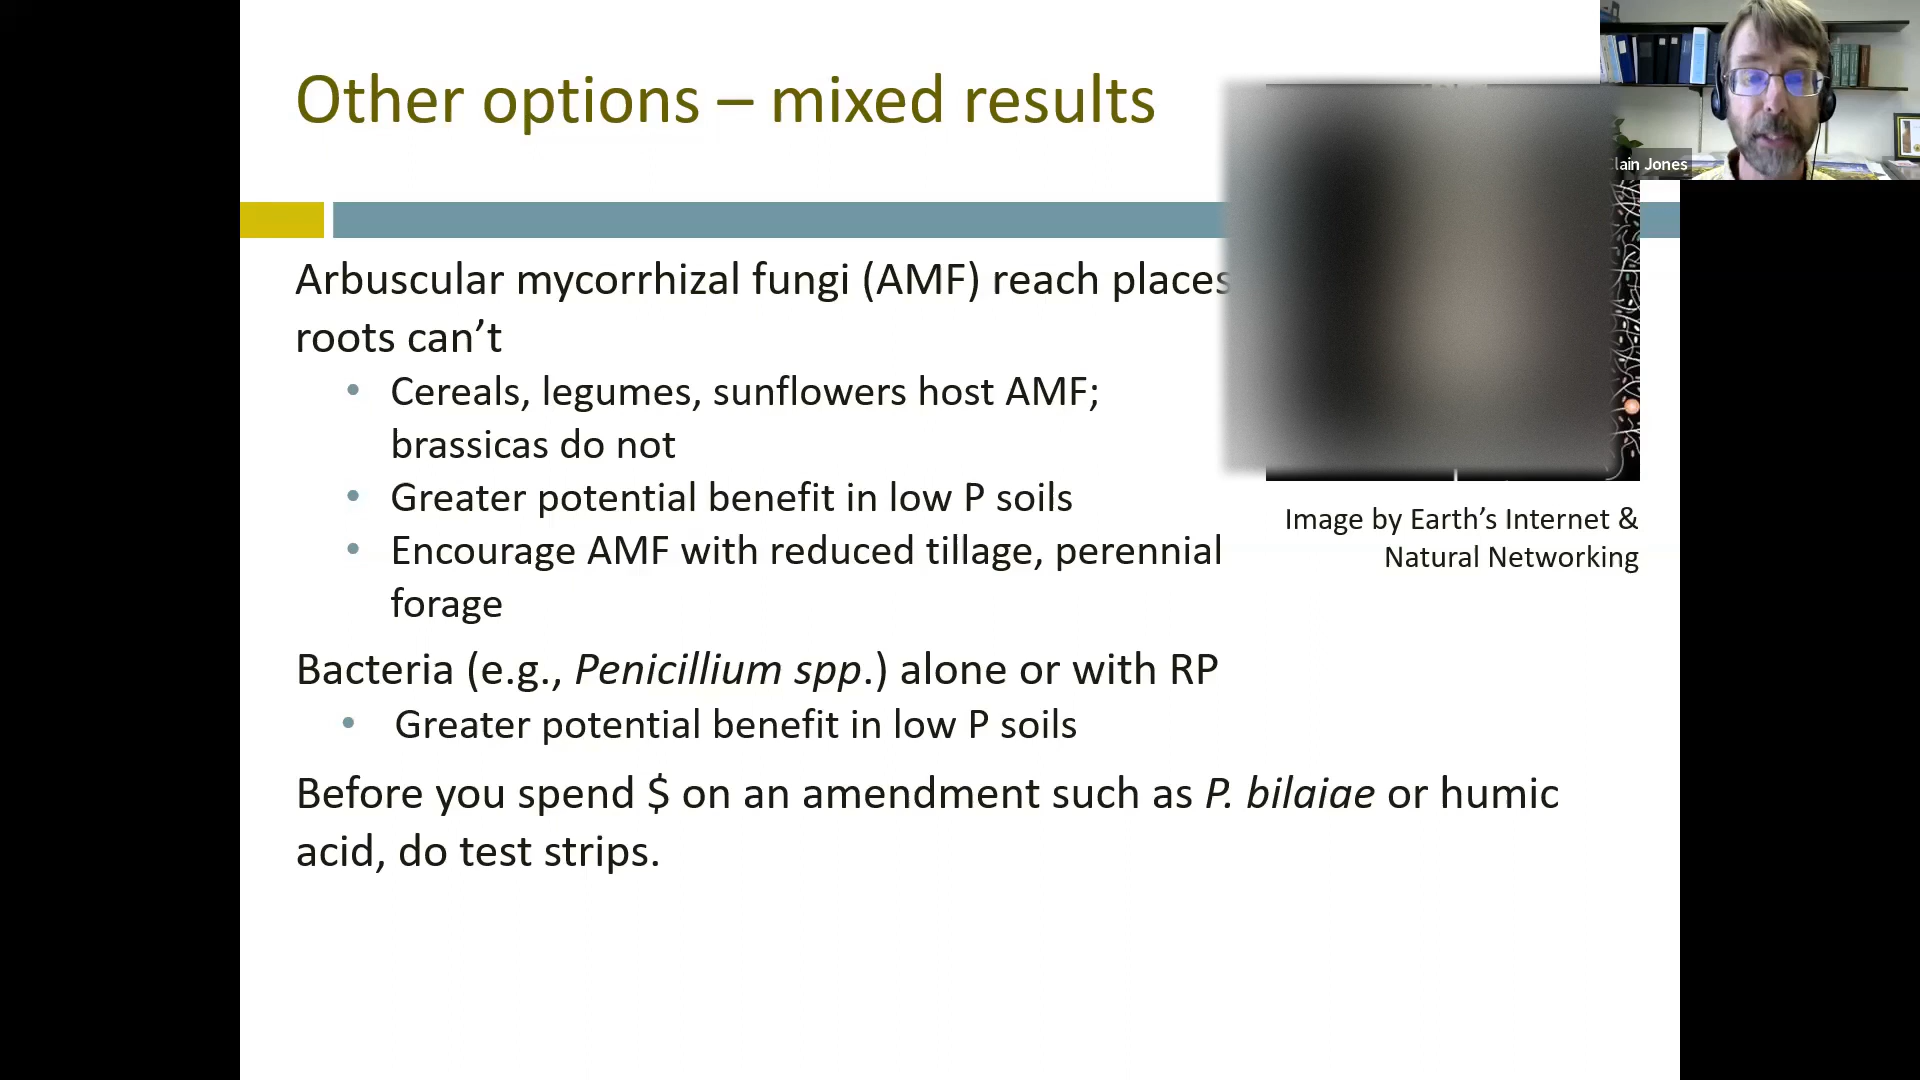 Other options – mixed results
lain Jones
Arbuscular mycorrhizal fungi (AMF) reach places
roots can’t
• Cereals, legumes, sunflowers host AMF;
brassicas do not
• Greater potential benefit in low P soils
• Encourage AMF with reduced tillage, perennial
forage
Image by Earth’s Internet &
Natural Networking
Bacteria (e.g., Penicillium spp.) alone or with RP
• Greater potential benefit in low P soils
Before you spend $ on an amendment such as P. bilaiae or humic
acid, do test strips.